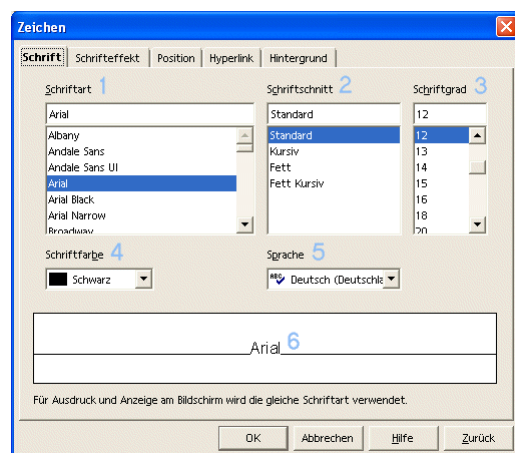 Zeichen
Schrift Schrifteffekt Position Hyperlink Hintergrund
Schriftart 1 Schriftschnitt 2 Schriftgrad 3
Arial Standard 12
Albany Standard 12
Andale Sans Kursiv 13
Andale Sans UI Fett 14
Arial Fett Kursiv 15
Arial Black 16
Arial Narrow 18
Broadway 20
Schriftfarbe 4 Sprache 5
Schwarz ABC Deutsch (Deutschla
Arial 6
Für Ausdruck und Anzeige am Bildschirm wird die gleiche Schriftart verwendet.
OK Abbrechen Hilfe Zurück